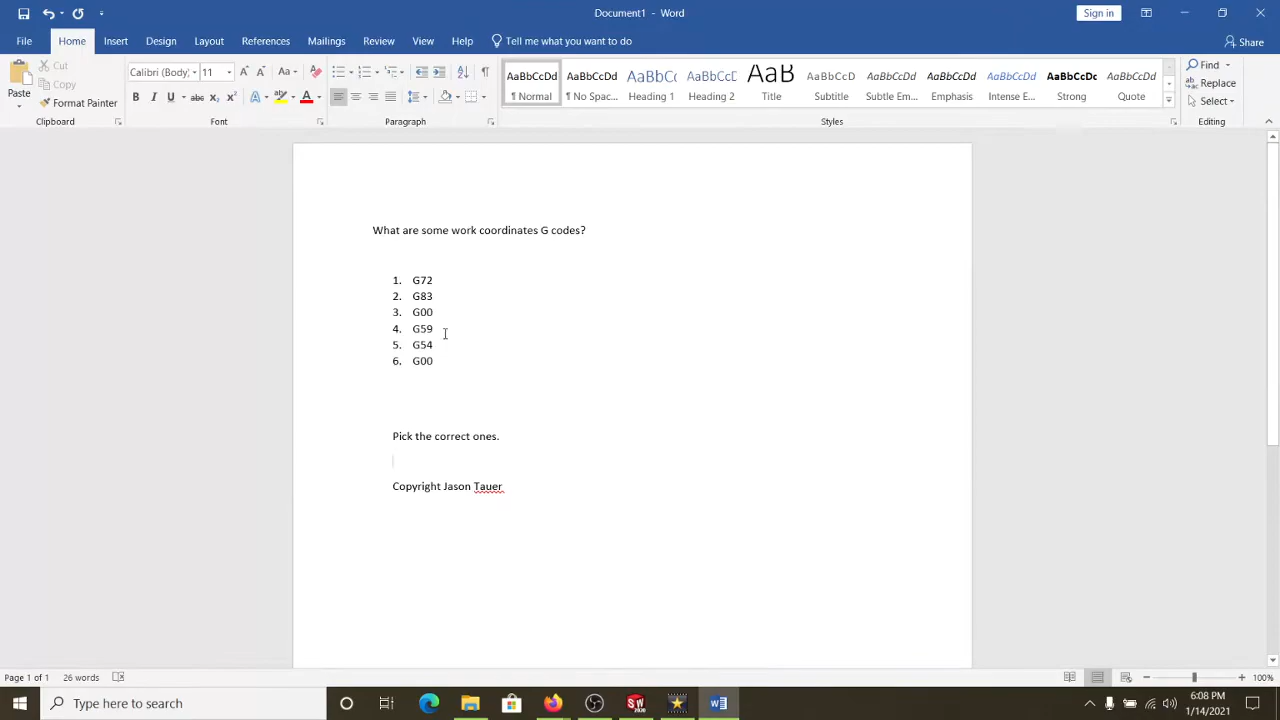 Document1 - Word
Sign in
File Home Insert Design Layout References Mailings Review View Help Tell me what you want to do Share
Paste Cut Copy Format Painter
Calibri (Body) 11
AaBbCcDd AaBbCcDd AaBbCc AaBbCcD AaB AaBbCcD AaBbCcDd AaBbCcDd AaBbCcDd AaBbCcDc AaBbCcDd
¶ Normal ¶ No Spac... Heading 1 Heading 2 Title Subtitle Subtle Em... Emphasis Intense E... Strong Quote
Find Replace Select
Clipboard Font Paragraph Styles Editing
What are some work coordinates G codes?
1. G72
2. G83
3. G00
4. G59
5. G54
6. G00
Pick the correct ones.
Copyright Jason Tauer
Page 1 of 1 26 words 100%
Type here to search
6:08 PM
1/14/2021